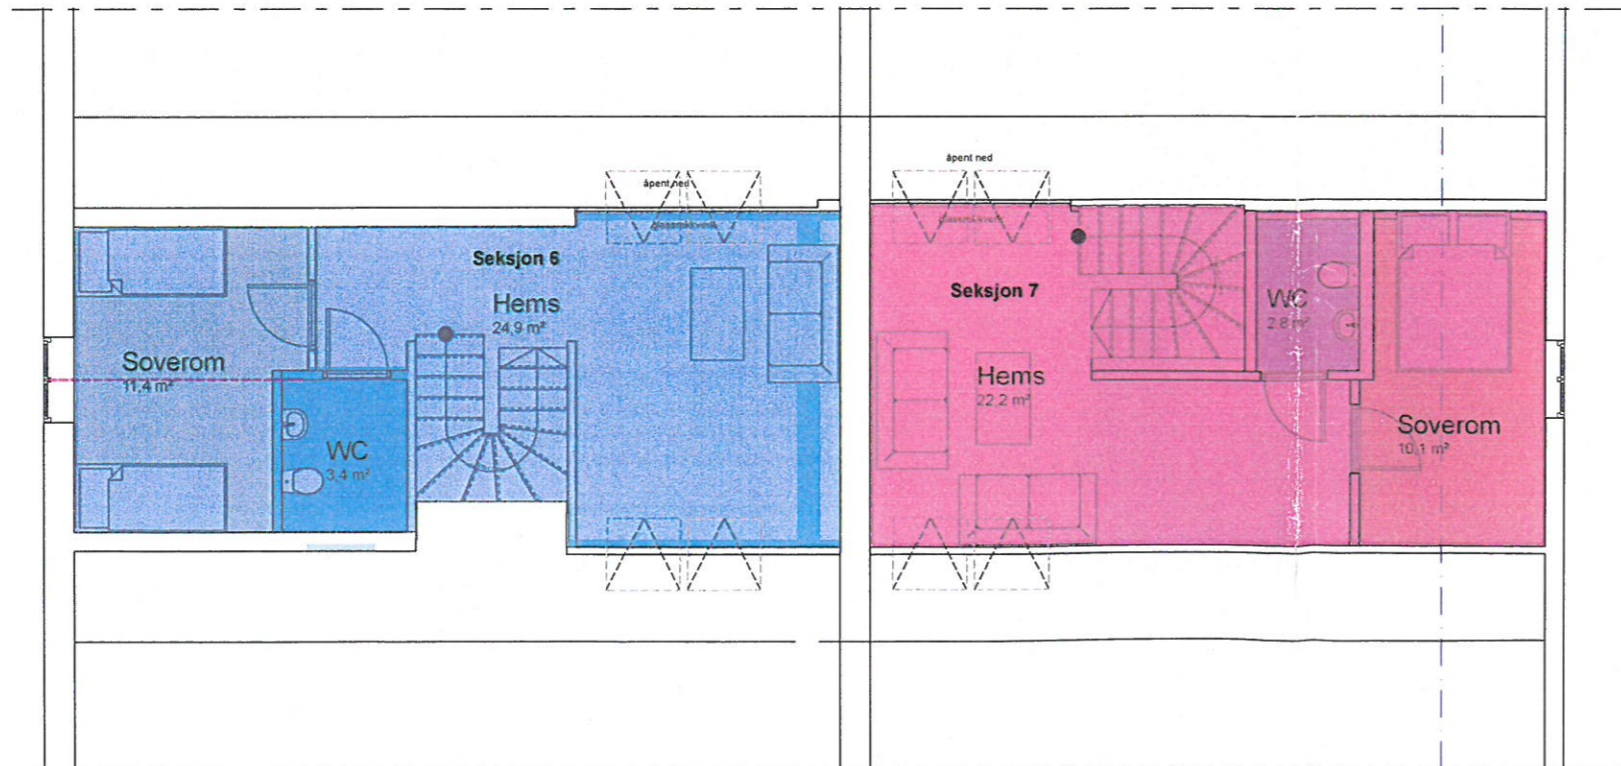 åpent ned
Seksjon 6
Hems
24,9 m²
Soverom
11,4 m²
WC
3,4 m²
åpent ned
Seksjon 7
WC
2,8 m²
Hems
22,2 m²
Soverom
10,1 m²